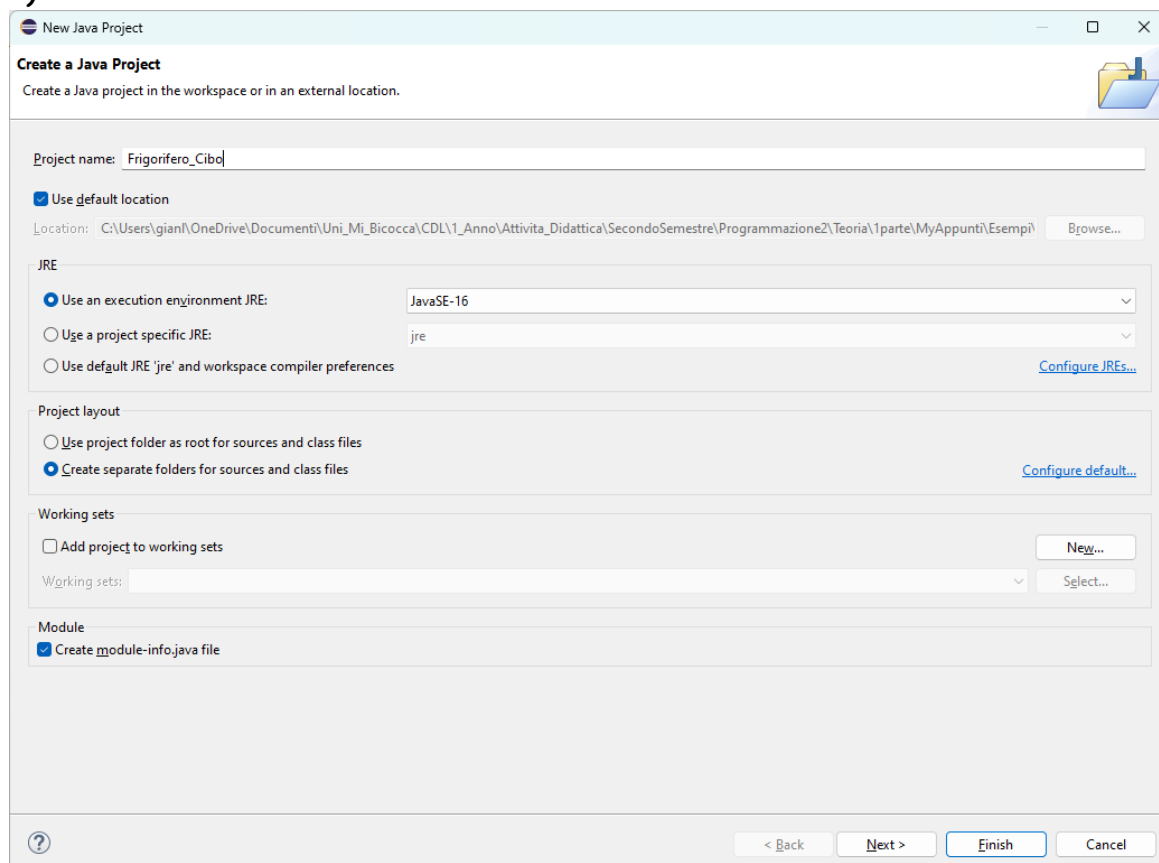 New Java Project
Create a Java Project
Create a Java project in the workspace or in an external location.
Project name: Frigorifero_Cibo
Use default location
Location: C:\Users\gianl\OneDrive\Documenti\Uni_Mi_Bicocca\CDL\1_Anno\Attivita_Didattica\SecondoSemestre\Programmazione2\Teoria\1parte\MyAppunti\Esempi\ Browse...
JRE
Use an execution environment JRE: JavaSE-16
Use a project specific JRE: jre
Use default JRE 'jre' and workspace compiler preferences Configure JREs...
Project layout
Use project folder as root for sources and class files
Create separate folders for sources and class files Configure default...
Working sets
Add project to working sets New...
Working sets: Select...
Module
Create module-info.java file
? < Back Next > Finish Cancel